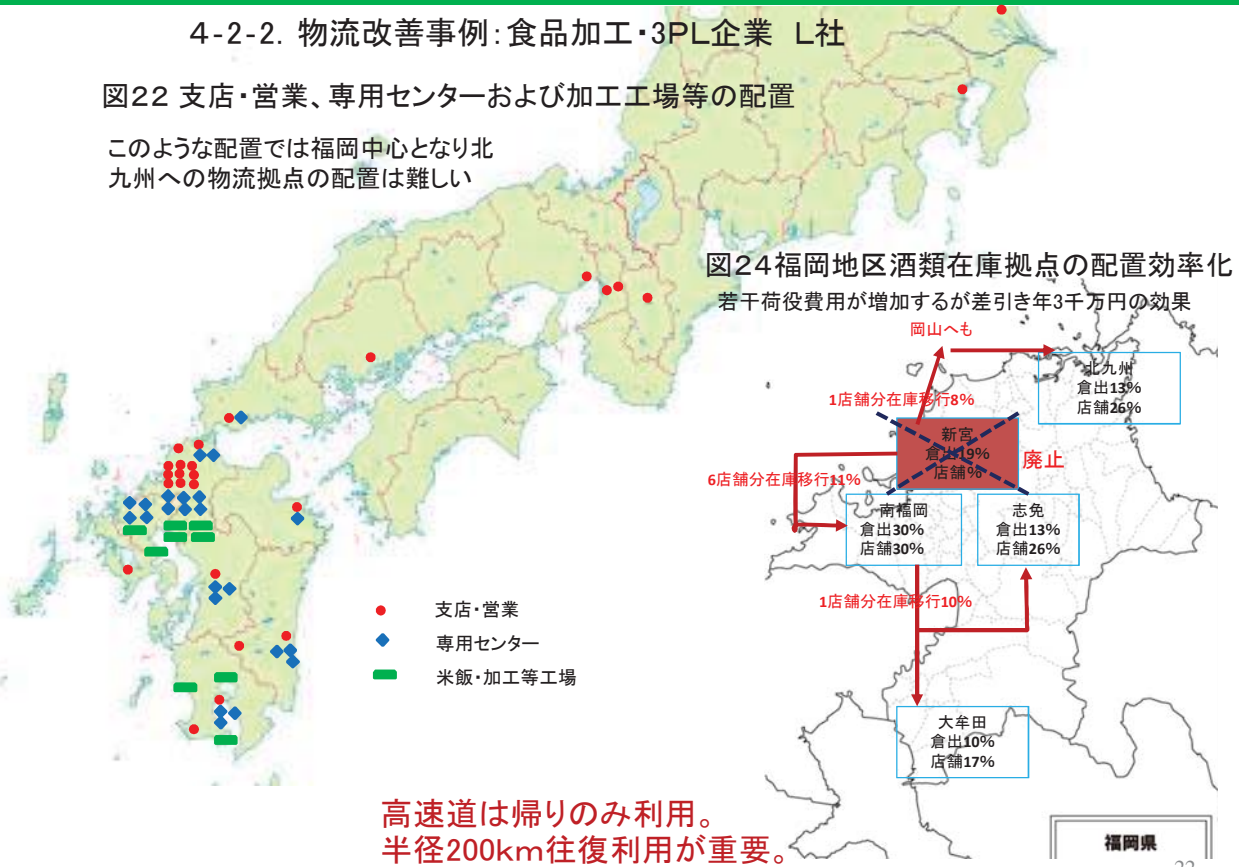 4-2-2. 物流改善事例:食品加工・3PL企業 L社
図22 支店・営業、専用センターおよび加工工場等の配置
このような配置では福岡中心となり北
九州への物流拠点の配置は難しい
支店・営業
専用センター
米飯・加工等工場
図24福岡地区酒類在庫拠点の配置効率化
若干荷役費用が増加するが差引き年3千万円の効果
岡山へも
北九州
倉出13%
店舗26%
1店舗分在庫移行8%
新宮
倉出19%
店舗%
廃止
6店舗分在庫移行11%
南福岡
倉出30%
店舗30%
志免
倉出13%
店舗26%
1店舗分在庫移行10%
大牟田
倉出10%
店舗17%
高速道は帰りのみ利用。
半径200km往復利用が重要。
福岡県
22